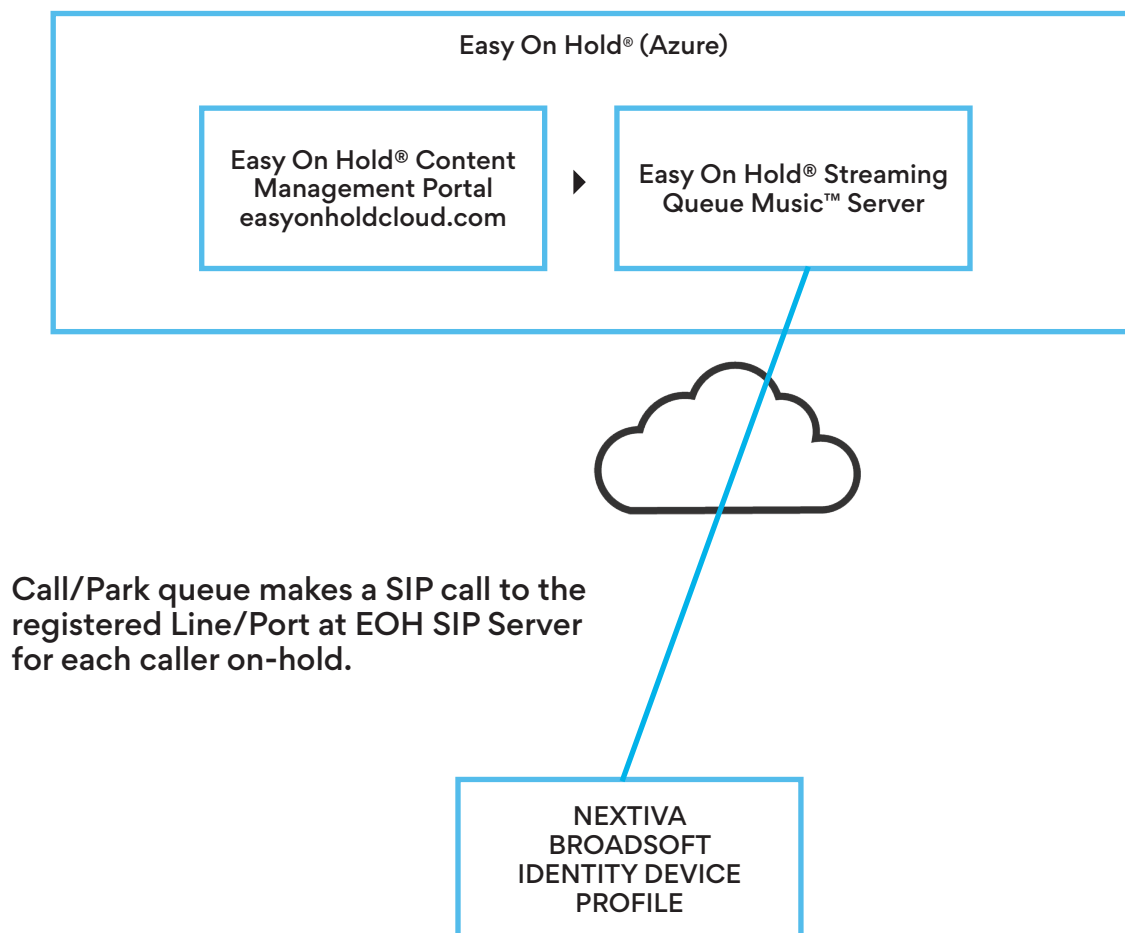 Easy On Hold® (Azure)
Easy On Hold® Content
Management Portal
easyonholdcloud.com
Easy On Hold® Streaming
Queue Music™ Server
Call/Park queue makes a SIP call to the
registered Line/Port at EOH SIP Server
for each caller on-hold.
NEXTIVA
BROADSOFT
IDENTITY DEVICE
PROFILE